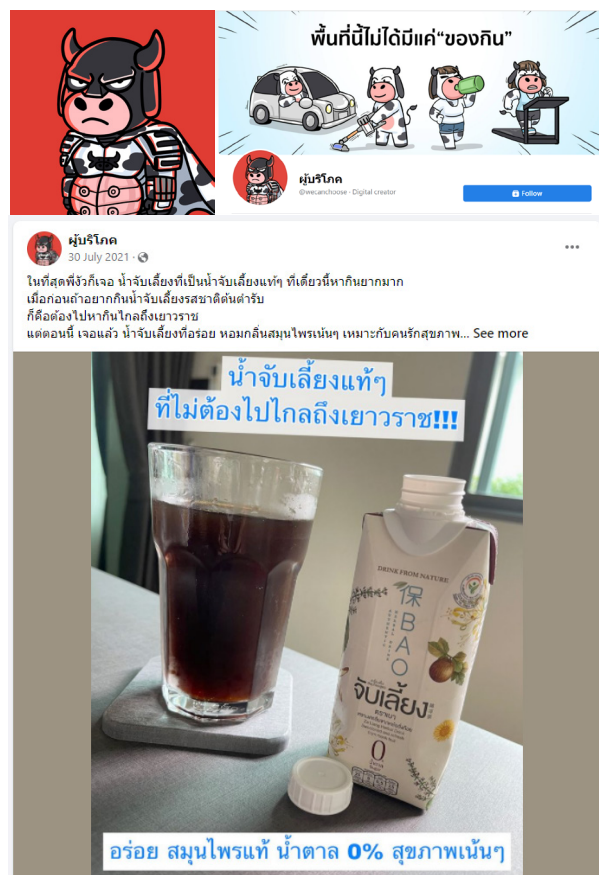 พื้นที่นี้ไม่ได้มีแค่“ของกิน”
ผู้บริโภค
@wecanchoose · Digital creator
Follow
ผู้บริโภค
30 July 2021 ·
ในที่สุดพี่งัวก็เจอ น้ำจับเลี้ยงที่เป็นน้ำจับเลี้ยงแท้ๆ ที่เดี๋ยวนี้หากินยากมาก
เมื่อก่อนถ้าอยากกินน้ำจับเลี้ยงรสชาติต้นตำรับ
ก็คือต้องไปหากินไกลถึงเยาวราช
แต่ตอนนี้ เจอแล้ว น้ำจับเลี้ยงที่อร่อย หอมกลิ่นสมุนไพรเน้นๆ เหมาะกับคนรักสุขภาพ... See more
น้ำจับเลี้ยงแท้ๆ
ที่ไม่ต้องไปไกลถึงเยาวราช!!!
DRINK FROM NATURE
保
BAO
จับเลี้ยง
ตราเบา
0
อร่อย สมุนไพรแท้ น้ำตาล 0% สุขภาพเน้นๆ